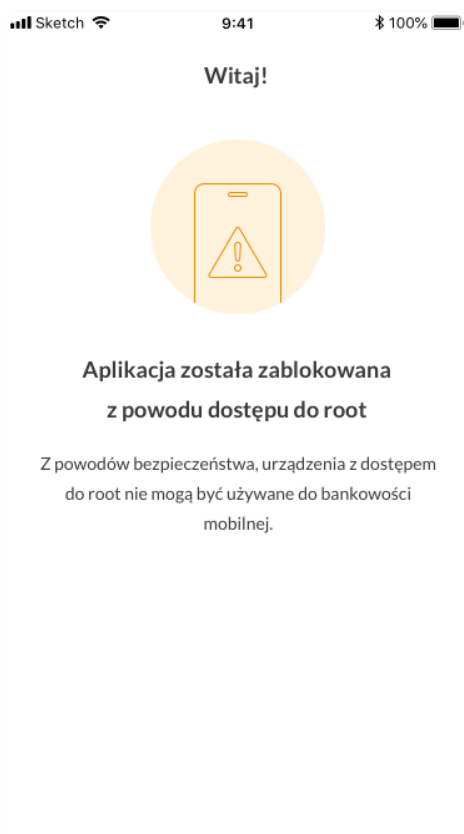 Sketch 9:41 100%
Witaj!
Aplikacja została zablokowana
z powodu dostępu do root
Z powodów bezpieczeństwa, urządzenia z dostępem
do root nie mogą być używane do bankowości
mobilnej.